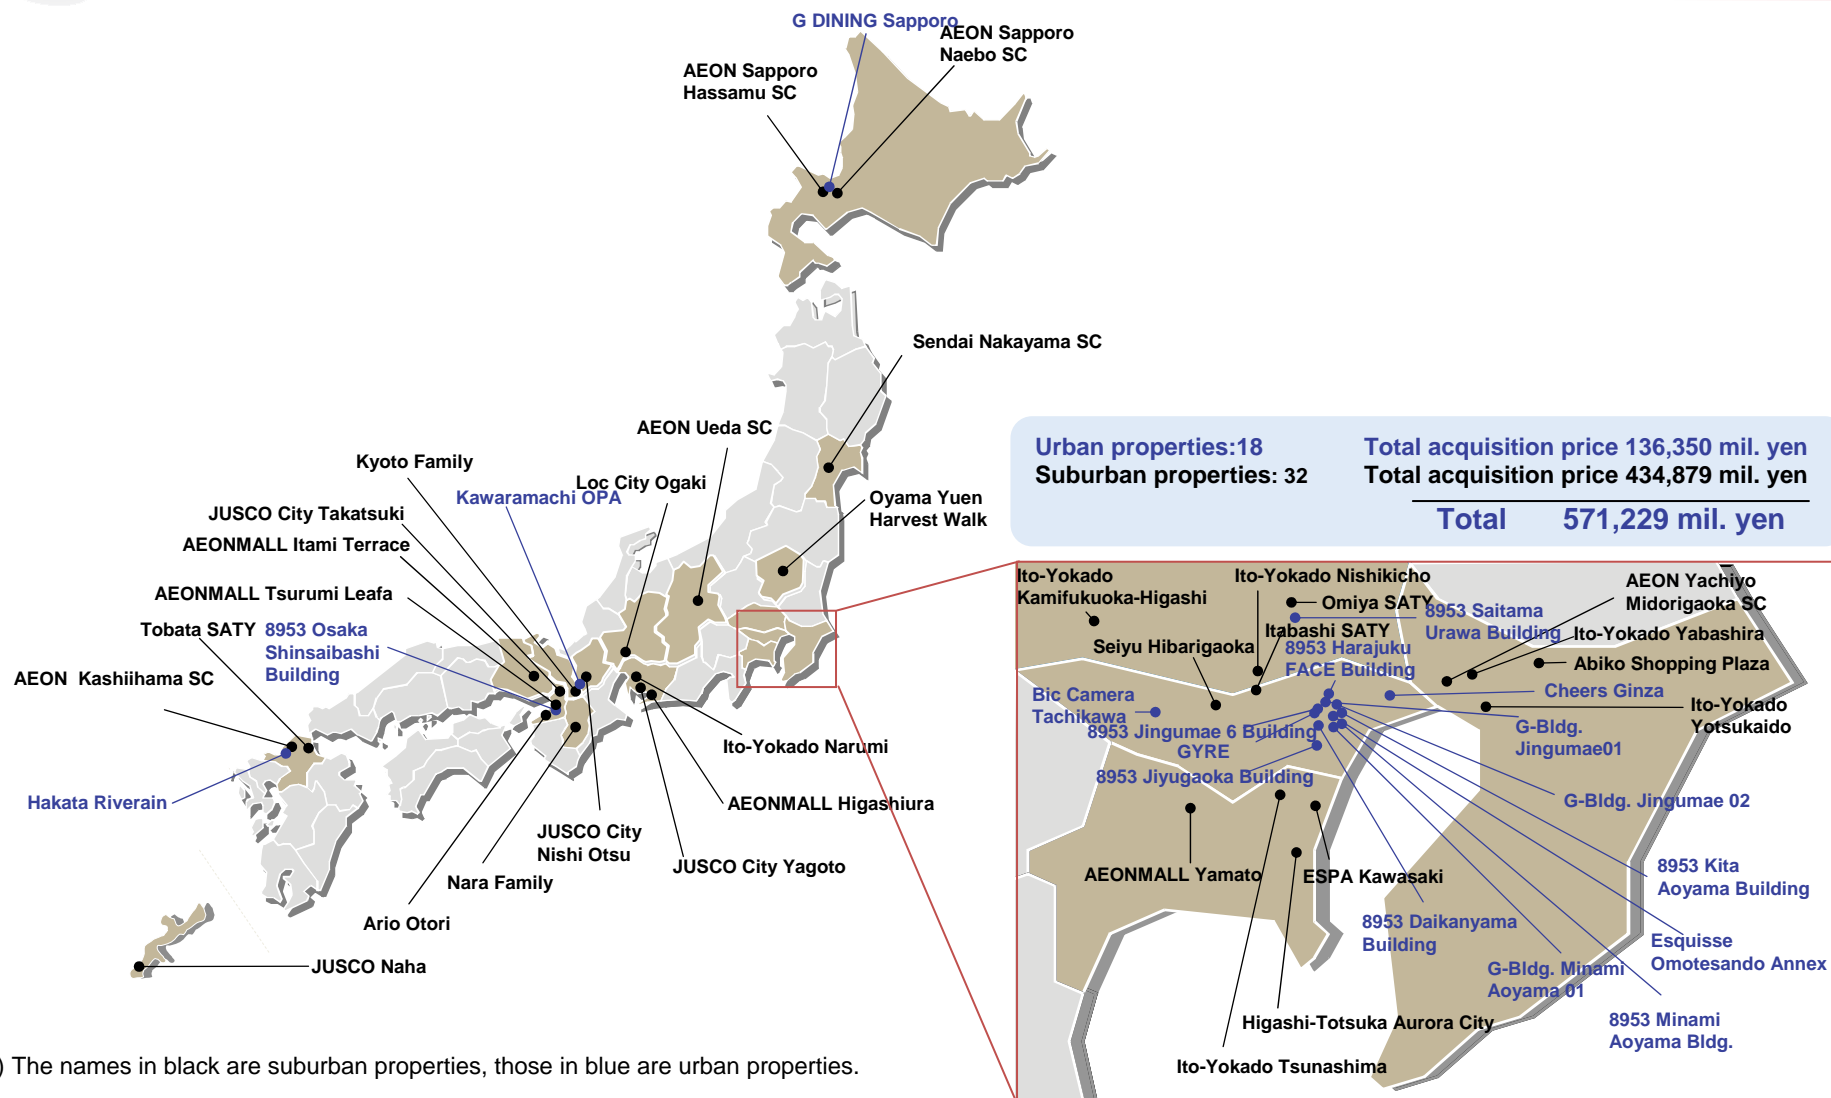 G DINING Sapporo
AEON Sapporo
Naebo SC
AEON Sapporo
Hassamu SC
Sendai Nakayama SC
AEON Ueda SC
Kyoto Family
Loc City Ogaki
Kawaramachi OPA
Oyama Yuen
Harvest Walk
JUSCO City Takatsuki
AEONMALL Itami Terrace
AEONMALL Tsurumi Leafa
Tobata SATY
8953 Osaka
Shinsaibashi
Building
AEON Kashiihama SC
Hakata Riverain
Ito-Yokado Narumi
AEONMALL Higashiura
JUSCO City
Nishi Otsu
JUSCO City Yagoto
Nara Family
Ario Otori
JUSCO Naha
Urban properties:18 Total acquisition price 136,350 mil. yen
Suburban properties: 32 Total acquisition price 434,879 mil. yen
Total 571,229 mil. yen
Ito-Yokado
Kamifukuoka-Higashi
Ito-Yokado Nishikicho
Omiya SATY
AEON Yachiyo
Midorigaoka SC
8953 Saitama
Urawa Building
Itabashi SATY
Ito-Yokado Yabashira
Seiyu Hibarigaoka
8953 Harajuku
FACE Building
Abiko Shopping Plaza
Cheers Ginza
Bic Camera
Tachikawa
Ito-Yokado
Yotsukaido
8953 Jingumae 6 Building
GYRE
G-Bldg.
Jingumae01
8953 Jiyugaoka Building
G-Bldg. Jingumae 02
AEONMALL Yamato
ESPA Kawasaki
8953 Kita
Aoyama Building
8953 Daikanyama
Building
Esquisse
Omotesando Annex
G-Bldg. Minami
Aoyama 01
Higashi-Totsuka Aurora City
8953 Minami
Aoyama Bldg.
Ito-Yokado Tsunashima
) The names in black are suburban properties, those in blue are urban properties.